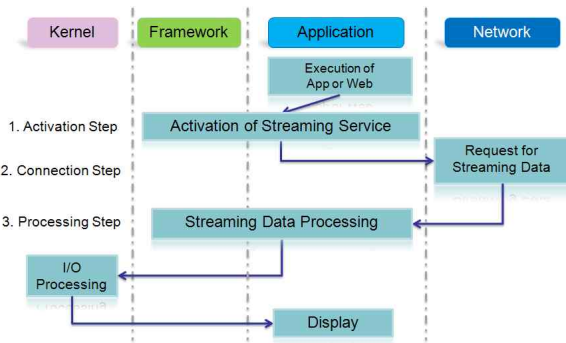 Kernel
Framework
Application
Network
Execution of
App or Web
1. Activation Step
Activation of Streaming Service
Request for
Streaming Data
2. Connection Step
3. Processing Step
Streaming Data Processing
I/O
Processing
Display